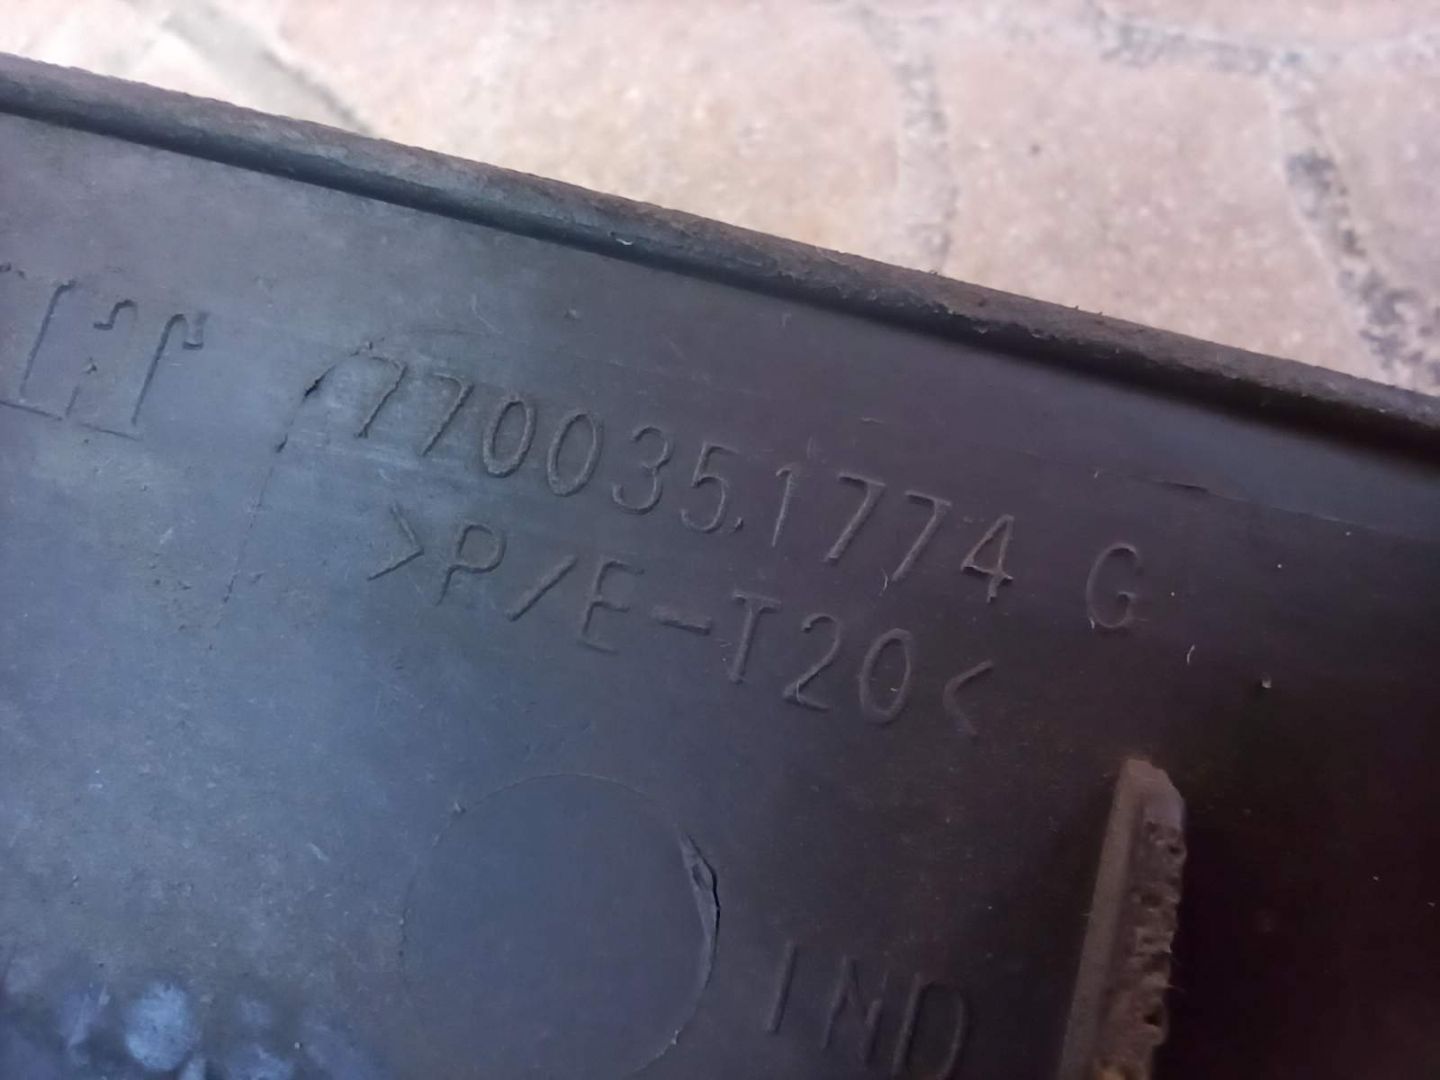 7700351774 G
>P/E-T20<
IND